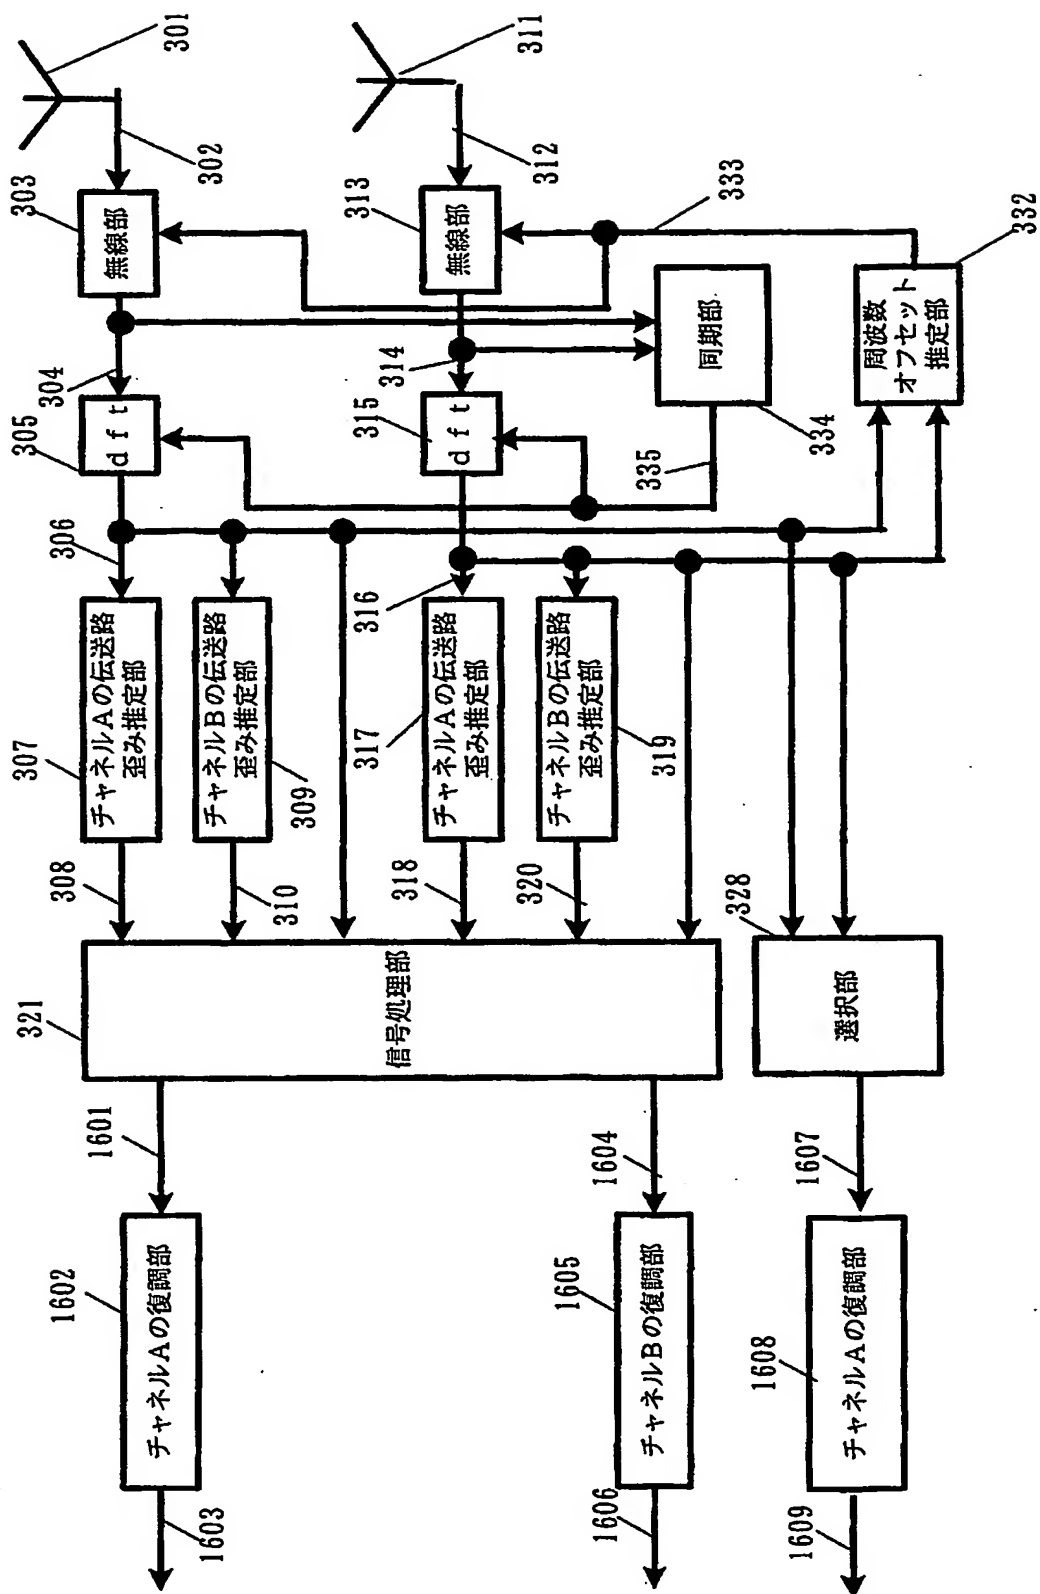 301
302
303
無線部
304
305
dft
306
307
チャネルAの伝送路
歪み推定部
308
チャネルBの伝送路
歪み推定部
309
310
311
312
313
無線部
314
315
dft
316
チャネルAの伝送路
歪み推定部
317
318
チャネルBの伝送路
歪み推定部
319
320
321
信号処理部
328
選択部
333
332
周波数
オフセット
推定部
同期部
334
335
1601
1602
チャネルAの復調部
1603
1604
1605
チャネルBの復調部
1606
1607
1608
チャネルAの復調部
1609